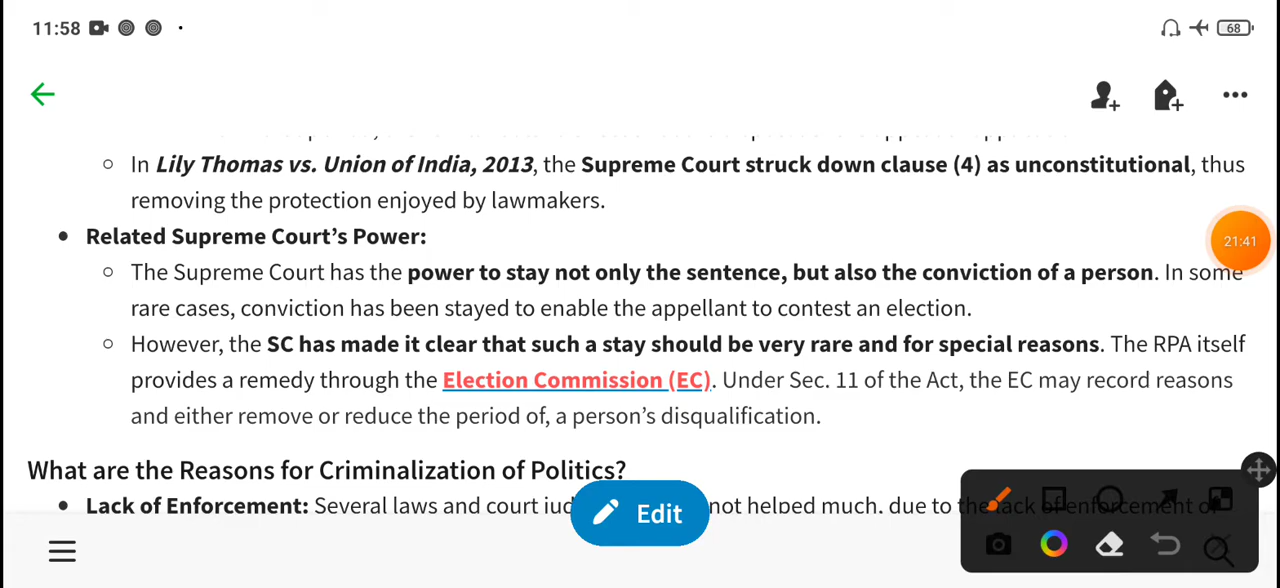 11:58
68
In Lily Thomas vs. Union of India, 2013, the Supreme Court struck down clause (4) as unconstitutional, thus
removing the protection enjoyed by lawmakers.
Related Supreme Court's Power:
21:41
The Supreme Court has the power to stay not only the sentence, but also the conviction of a person. In some
rare cases, conviction has been stayed to enable the appellant to contest an election.
However, the SC has made it clear that such a stay should be very rare and for special reasons. The RPA itself
provides a remedy through the Election Commission (EC). Under Sec. 11 of the Act, the EC may record reasons
and either remove or reduce the period of, a person's disqualification.
What are the Reasons for Criminalization of Politics?
Lack of Enforcement: Several laws and court not helped much, due to the lack of enforcement of
Edit